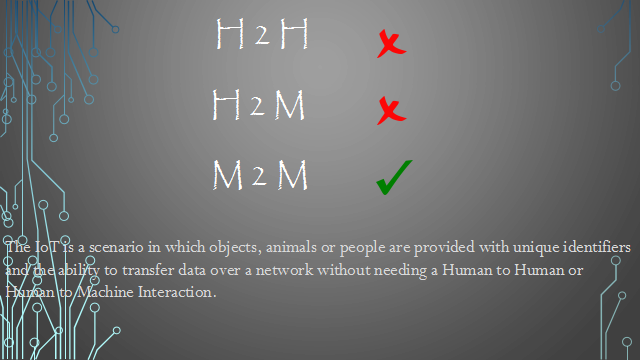 H 2 H
H 2 M
M 2 M
The IoT is a scenario in which objects, animals or people are provided with unique identifiers
and the ability to transfer data over a network without needing a Human to Human or
Human to Machine Interaction.